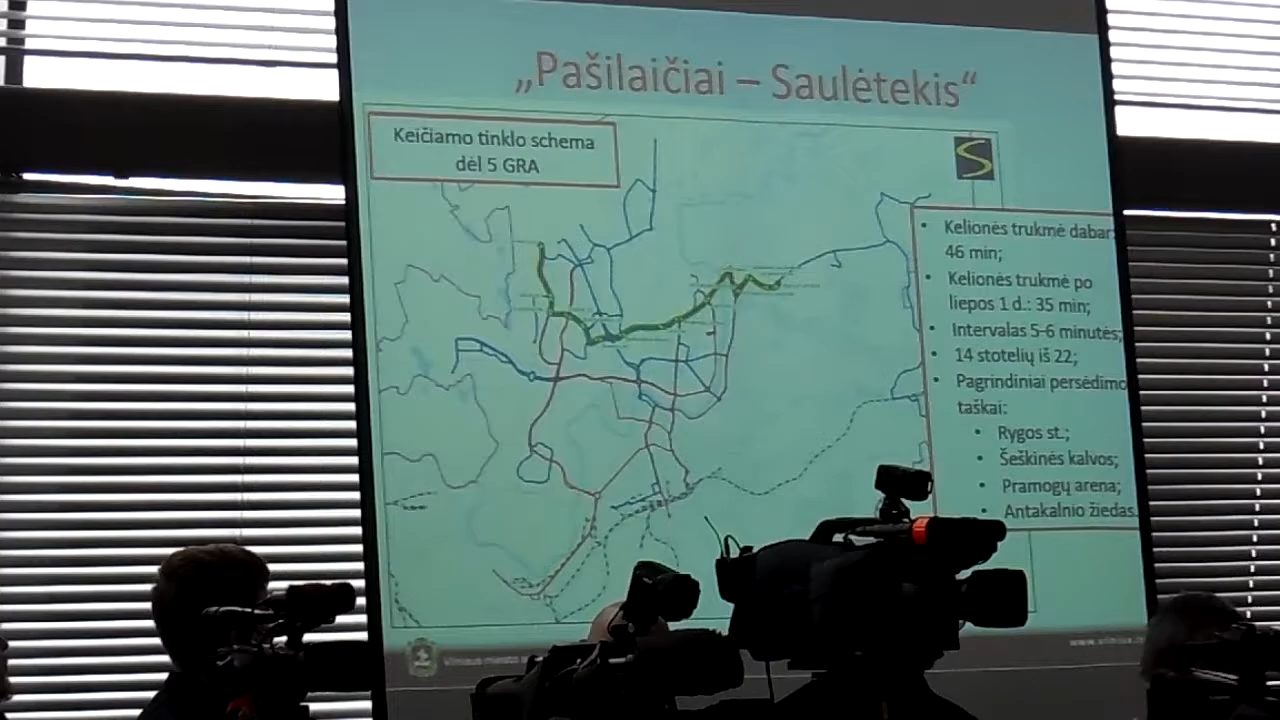 „Pašilaičiai – Saulėtekis“
Keičiamo tinklo schema
dėl 5 GRA
• Kelionės trukmė dabar:
46 min;
• Kelionės trukmė po
liepos 1 d.: 35 min;
• Intervalas 5-6 minutės;
• 14 stotelių iš 22;
• Pagrindiniai persėdimo
taškai:
• Rygos st.;
• Šeškinės kalvos;
• Pramogų arena;
• Antakalnio žiedas.
Vilniaus miesto